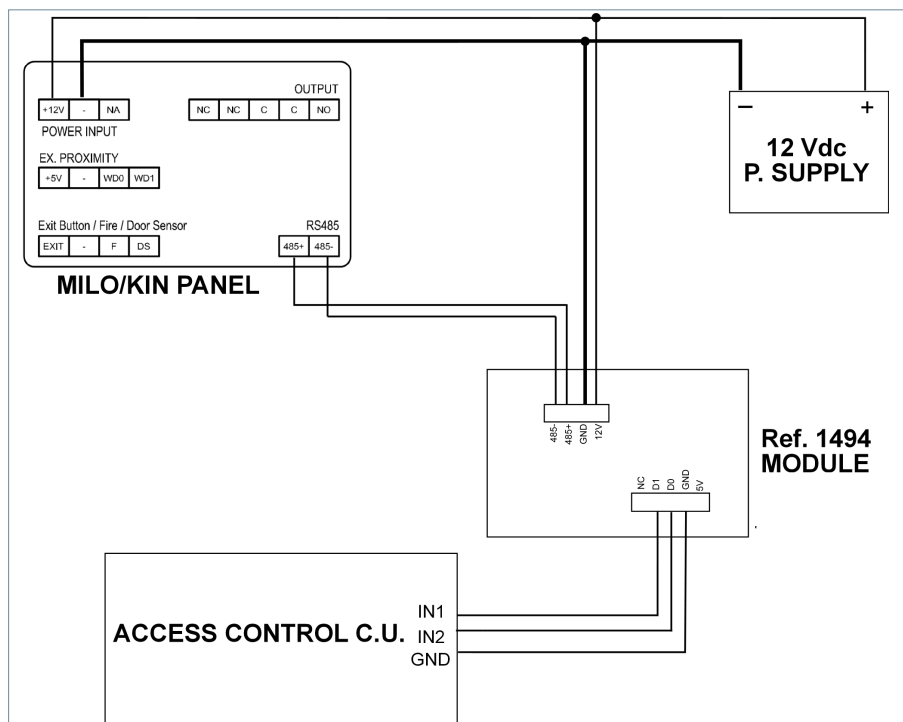 OUTPUT
+12V - NA
NC NC C C NO
POWER INPUT
EX. PROXIMITY
+5V - WD0 WD1
Exit Button / Fire / Door Sensor
RS485
EXIT - F DS
485+ 485-
MILO/KIN PANEL
- +
12 Vdc
P. SUPPLY
485-
485+
GND
12V
Ref. 1494
MODULE
NC
D1
D0
GND
5V
ACCESS CONTROL C.U.
IN1
IN2
GND